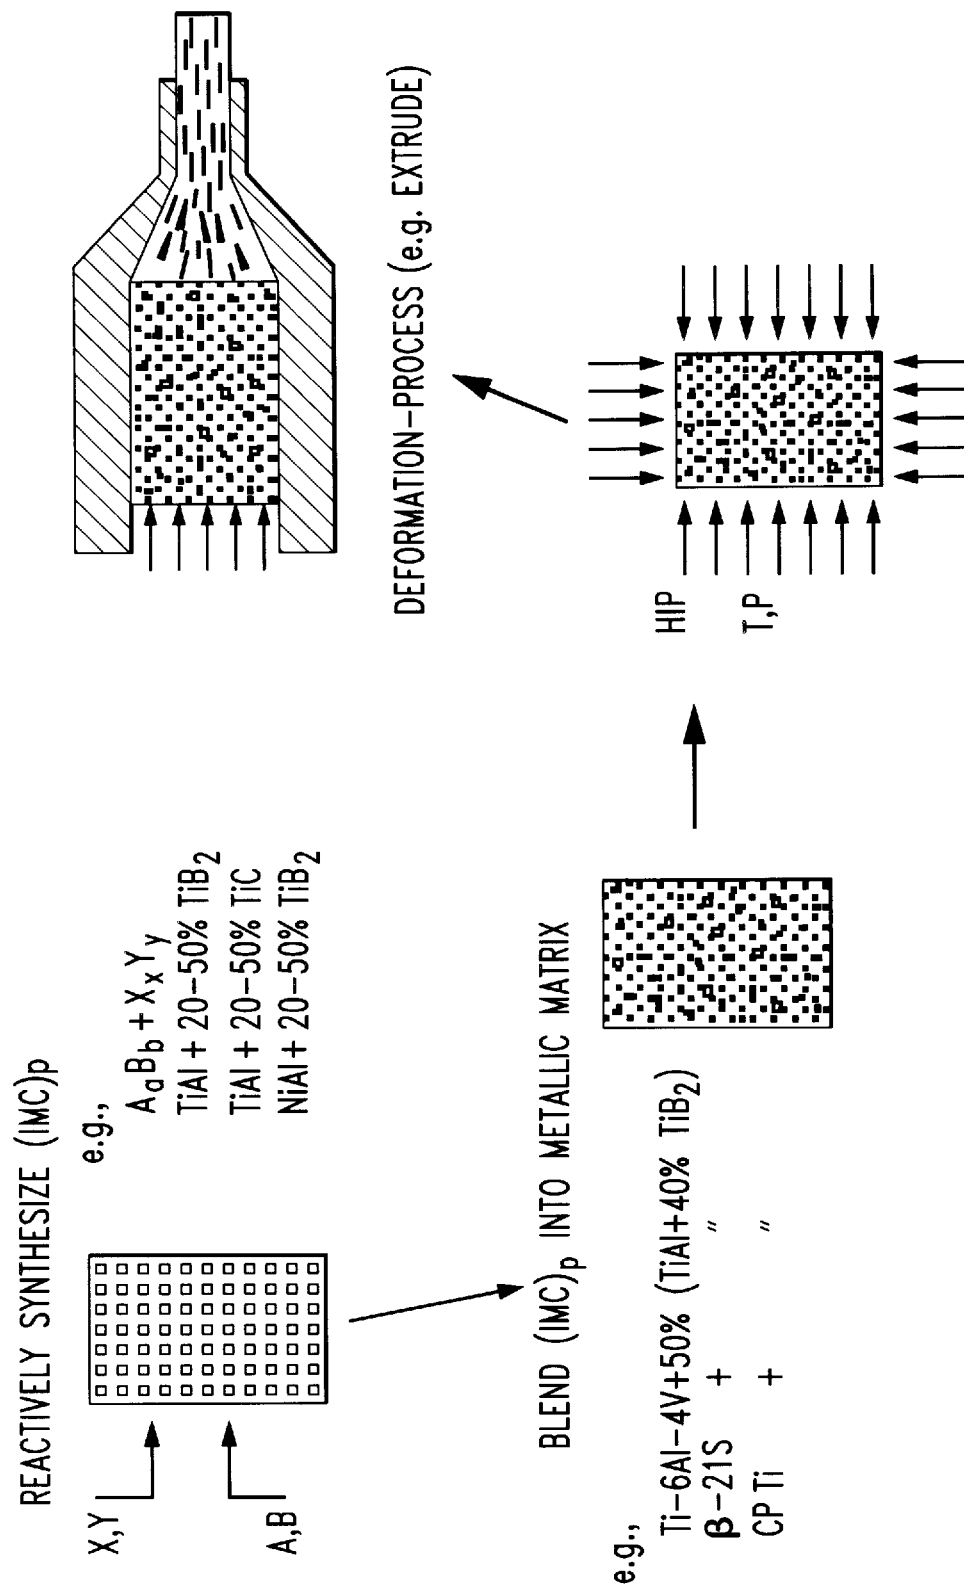 REACTIVELY SYNTHESIZE (IMC)p
X,Y
A,B
e.g.,
AaBb + XxYy
TiAl + 20-50% TiB2
TiAl + 20-50% TiC
NiAl + 20-50% TiB2
BLEND (IMC)p INTO METALLIC MATRIX
e.g.,
Ti-6Al-4V+50% (TiAl+40% TiB2)
β-21S + "
CP Ti + "
HIP
T,P
DEFORMATION-PROCESS (e.g. EXTRUDE)